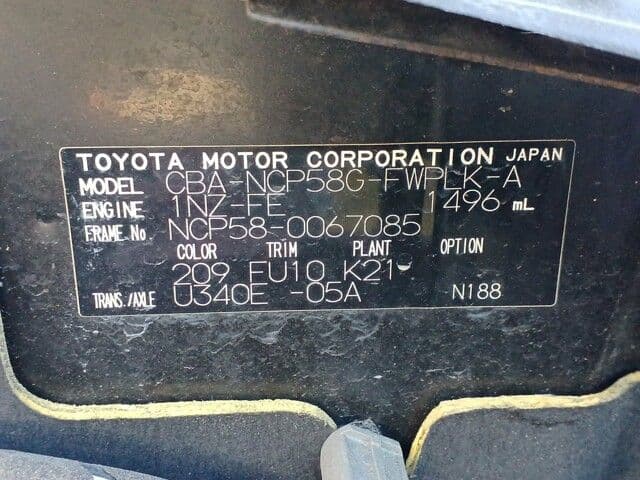 TOYOTA MOTOR CORPORATION JAPAN
MODEL CBA-NCP58G-FWPLK-A
ENGINE 1NZ-FE 1496 mL
FRAME No NCP58-0067085
COLOR TRIM PLANT OPTION
209 FU10 K21
TRANS./AXLE U340E -05A N188